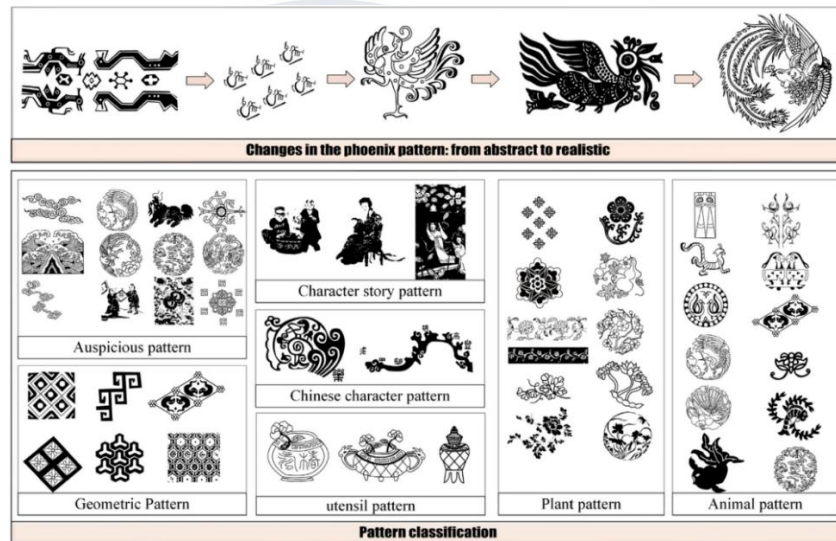 Changes in the phoenix pattern: from abstract to realistic
Auspicious pattern
Character story pattern
Chinese character pattern
Geometric Pattern
utensil pattern
Plant pattern
Animal pattern
Pattern classification